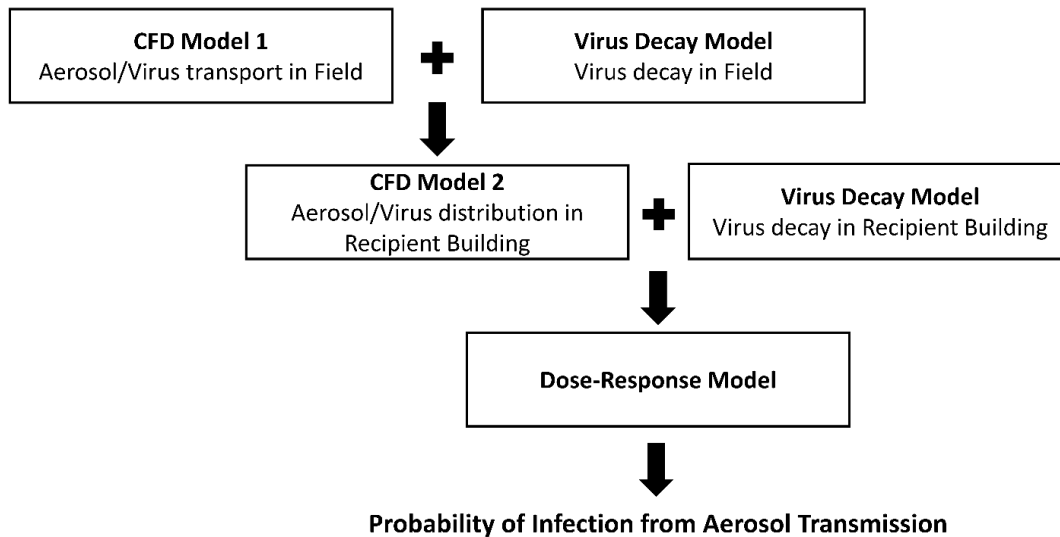 CFD Model 1
Aerosol/Virus transport in Field
Virus Decay Model
Virus decay in Field
CFD Model 2
Aerosol/Virus distribution in
Recipient Building
Virus Decay Model
Virus decay in Recipient Building
Dose-Response Model
Probability of Infection from Aerosol Transmission